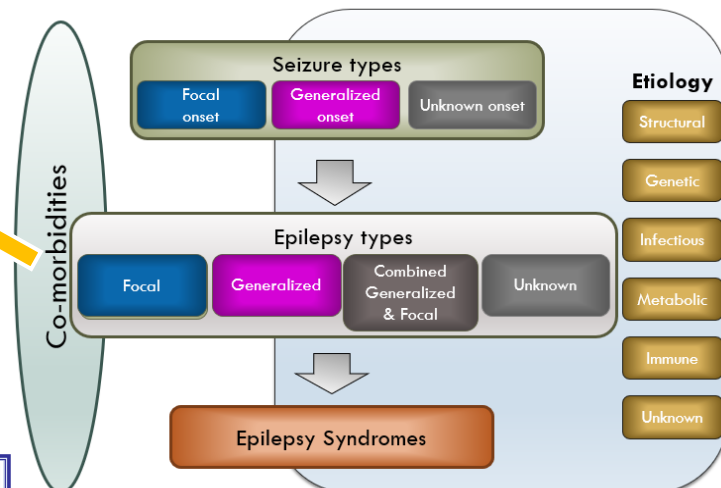 Co-morbidities
Seizure types
Focal
onset
Generalized
onset
Unknown onset
Epilepsy types
Focal
Generalized
Combined
Generalized
& Focal
Unknown
Epilepsy Syndromes
Etiology
Structural
Genetic
Infectious
Metabolic
Immune
Unknown